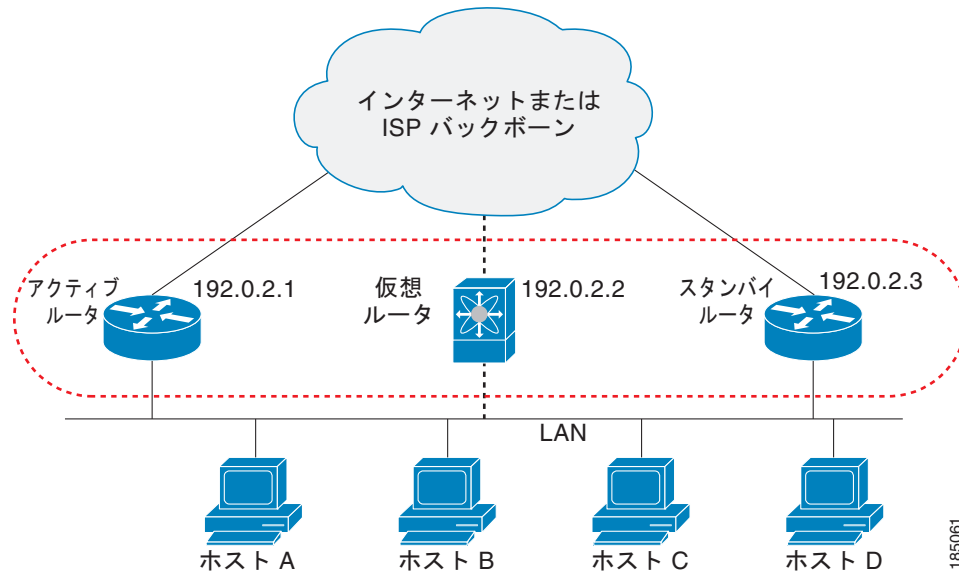 インターネットまたは
ISP バックボーン
アクティブ
ルータ
192.0.2.1
仮想
ルータ
192.0.2.2
スタンバイ
ルータ
192.0.2.3
LAN
ホスト A
ホスト B
ホスト C
ホスト D
185061